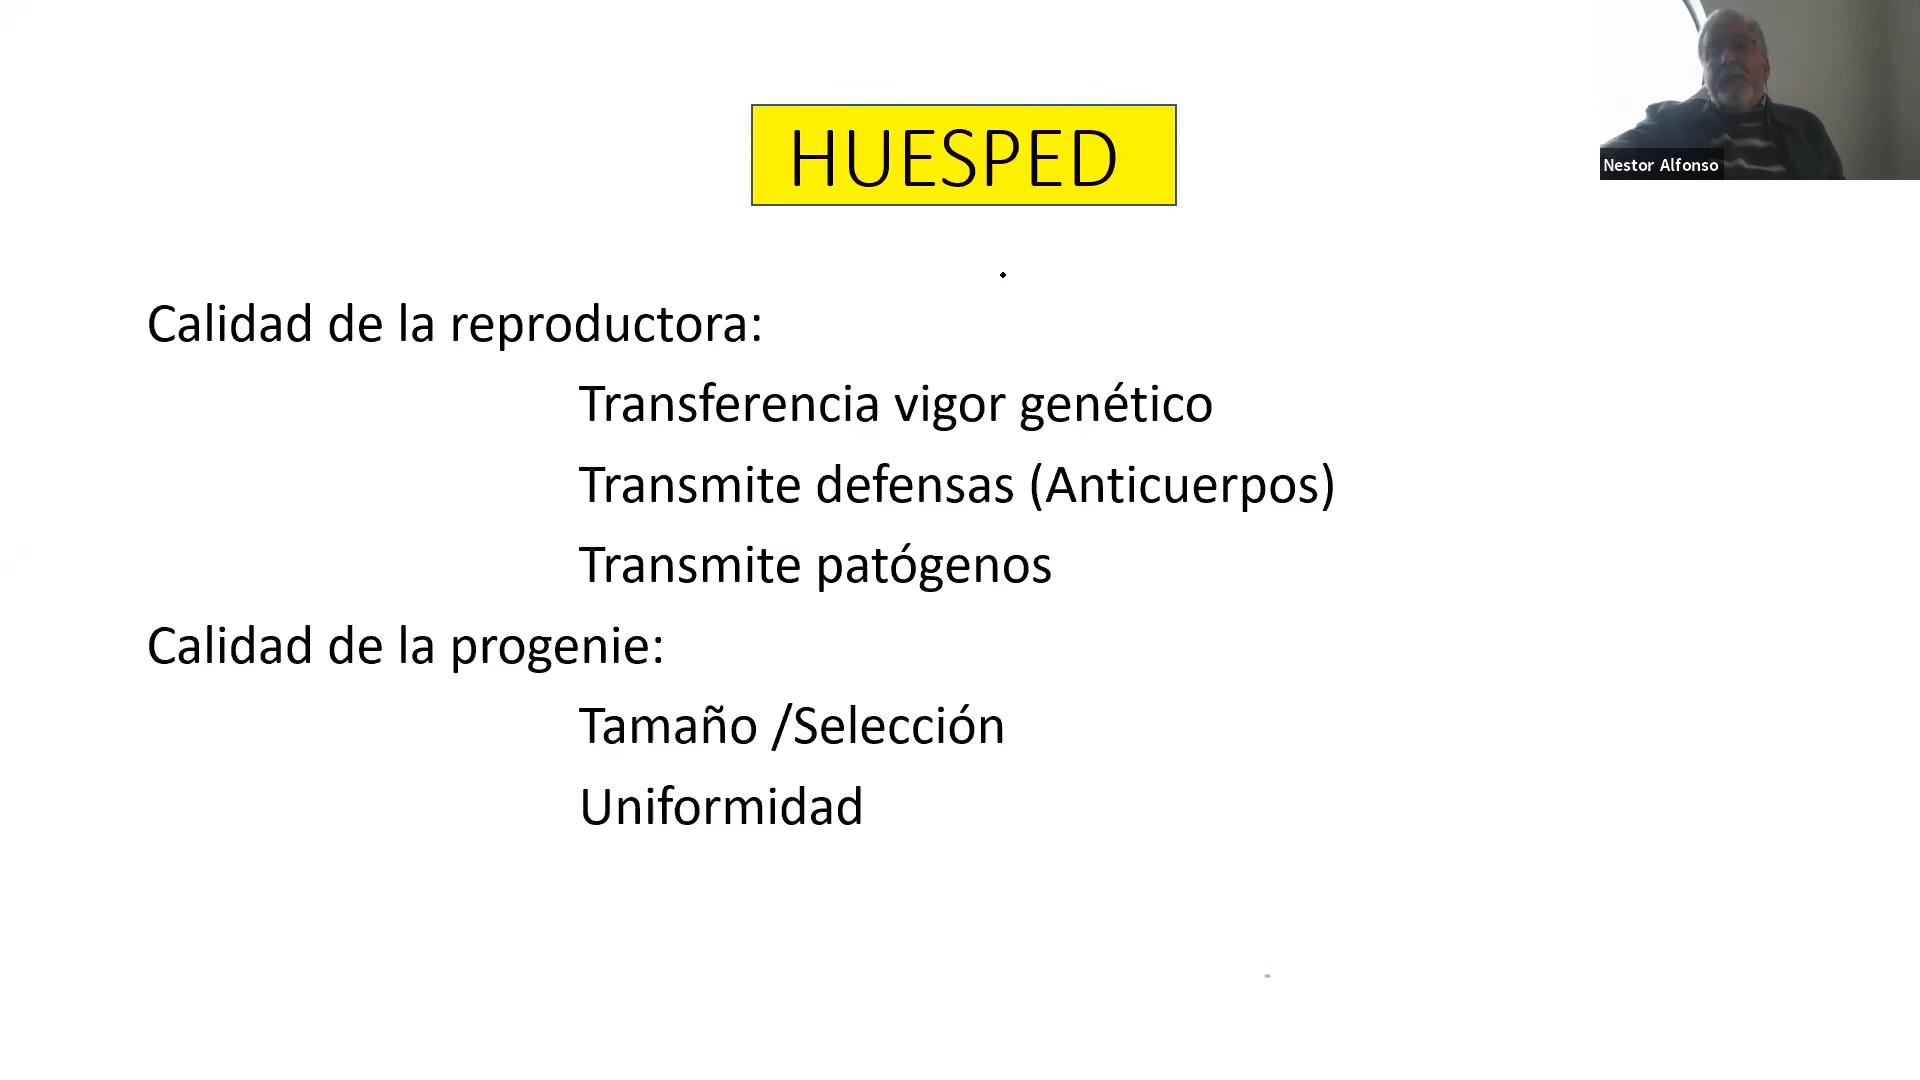 HUESPED
Nestor Alfonso
Calidad de la reproductora:
Transferencia vigor genético
Transmite defensas (Anticuerpos)
Transmite patógenos
Calidad de la progenie:
Tamaño /Selección
Uniformidad